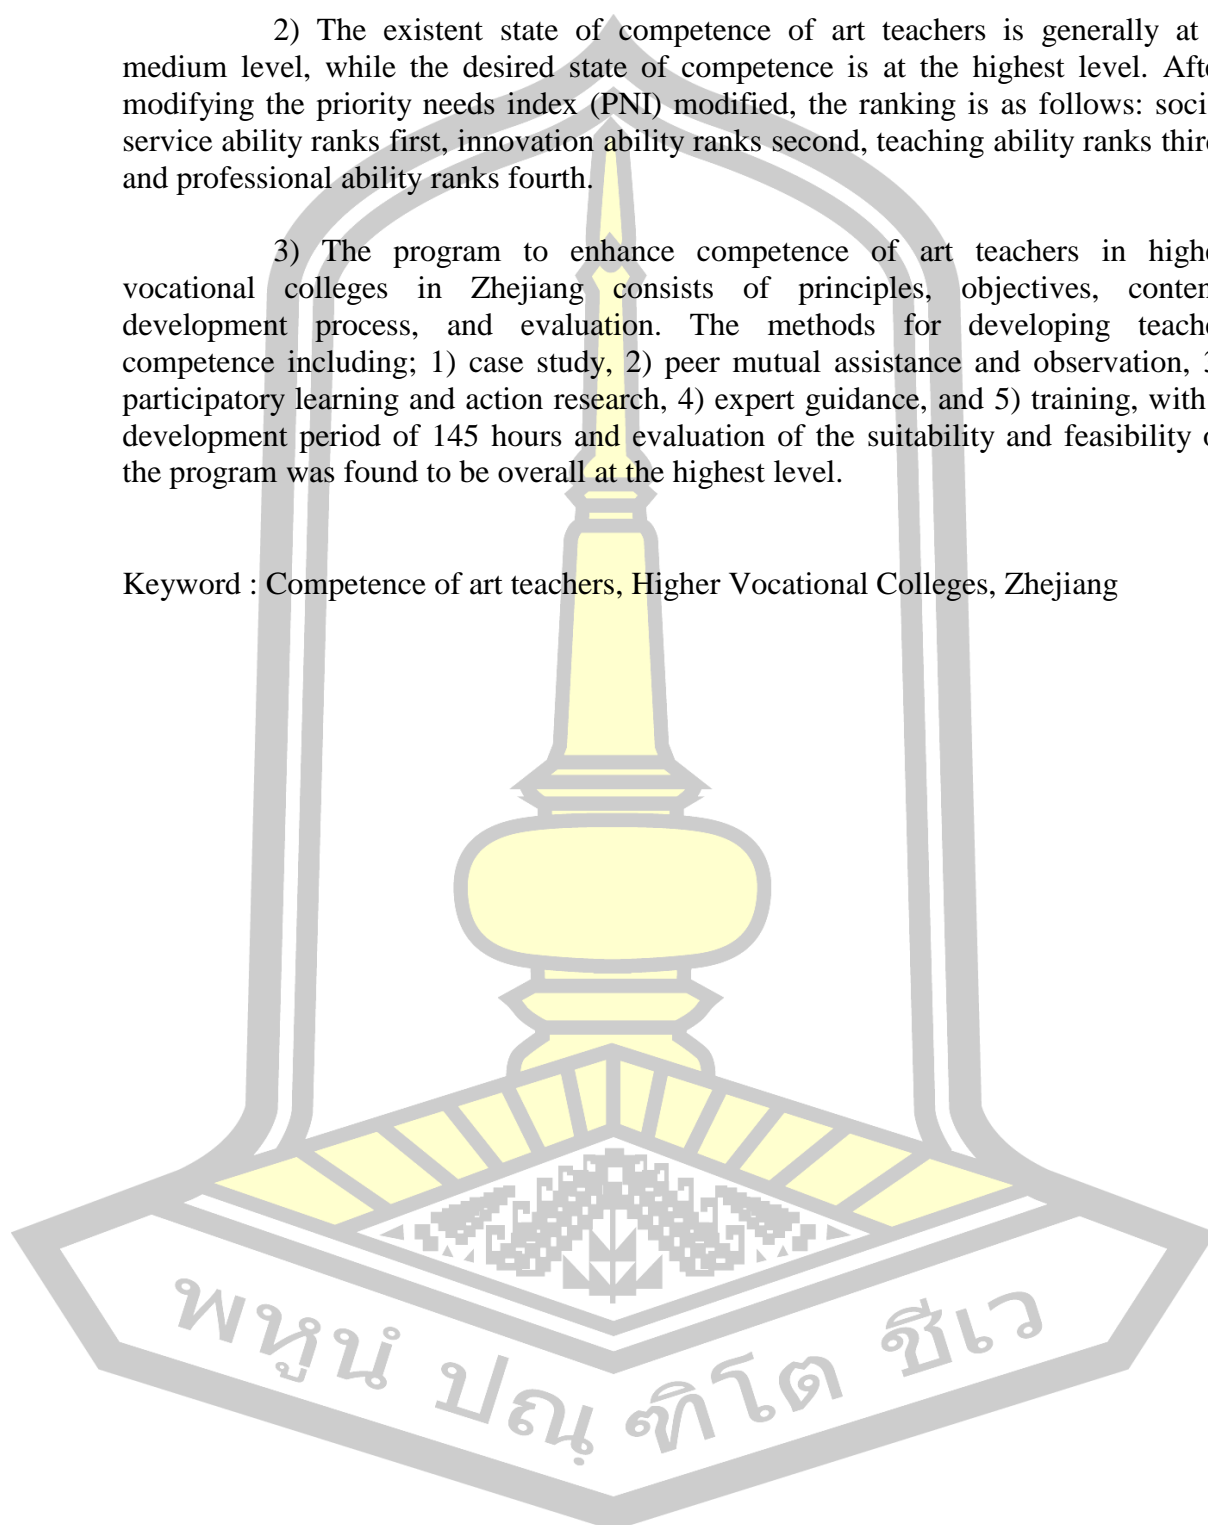 2) The existent state of competence of art teachers is generally at
medium level, while the desired state of competence is at the highest level. Afte
modifying the priority needs index (PNI) modified, the ranking is as follows: soci
service ability ranks first, innovation ability ranks second, teaching ability ranks third
and professional ability ranks fourth.
3) The program to enhance competence of art teachers in highe
vocational colleges in Zhejiang consists of principles, objectives, conten
development process, and evaluation. The methods for developing teache
competence including; 1) case study, 2) peer mutual assistance and observation, 3
participatory learning and action research, 4) expert guidance, and 5) training, with
development period of 145 hours and evaluation of the suitability and feasibility o
the program was found to be overall at the highest level.
Keyword : Competence of art teachers, Higher Vocational Colleges, Zhejiang
พหูนํ ปณฺฑิโต ชีเว